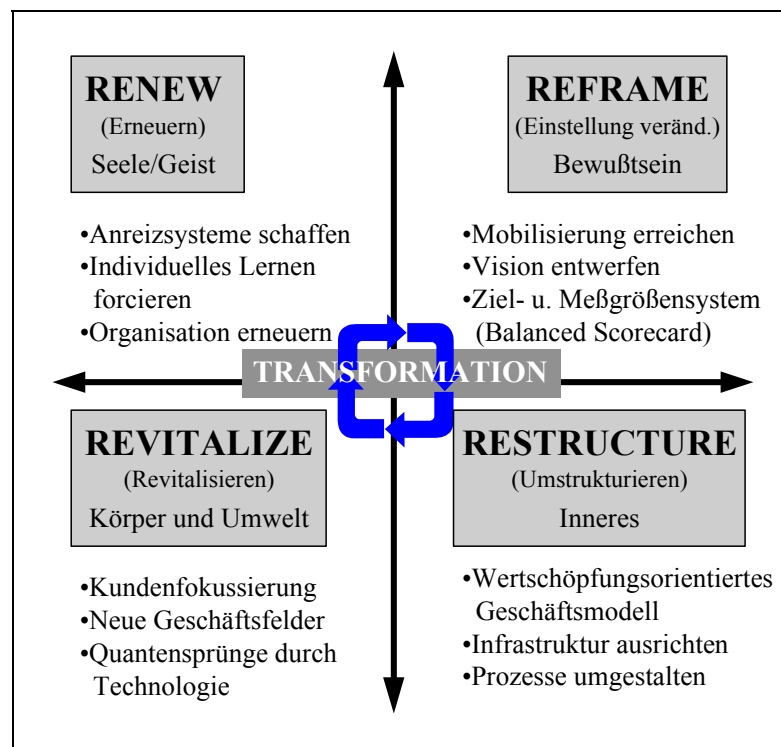 RENEW
(Erneuern)
Seele/Geist
•Anreizsysteme schaffen
•Individuelles Lernen
forcieren
•Organisation erneuern
REFRAME
(Einstellung veränd.)
Bewußtsein
•Mobilisierung erreichen
•Vision entwerfen
•Ziel- u. Meßgrößensystem
(Balanced Scorecard)
TRANSFORMATION
REVITALIZE
(Revitalisieren)
Körper und Umwelt
•Kundenfokussierung
•Neue Geschäftsfelder
•Quantensprünge durch
Technologie
RESTRUCTURE
(Umstrukturieren)
Inneres
•Wertschöpfungsorientiertes
Geschäftsmodell
•Infrastruktur ausrichten
•Prozesse umgestalten